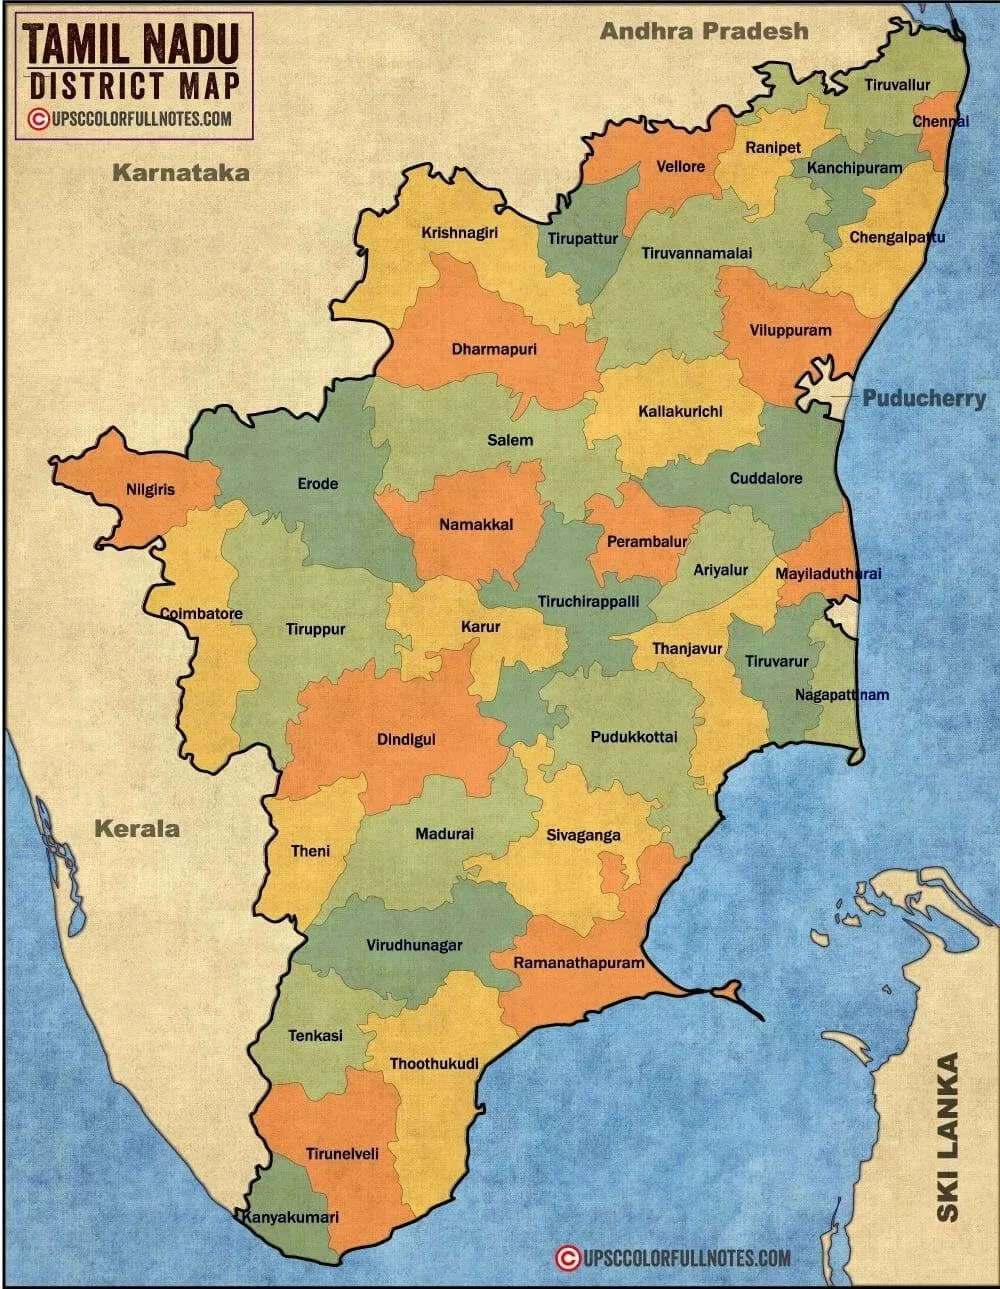 TAMIL NADU
DISTRICT MAP
© UPSCCOLORFULLNOTES.COM
Andhra Pradesh
Karnataka
Tiruvallur
Chennai
Ranipet
Vellore
Kanchipuram
Krishnagiri
Tirupattur
Chengalpattu
Tiruvannamalai
Viluppuram
Dharmapuri
Puducherry
Kallakurichi
Salem
Cuddalore
Erode
Nilgiris
Namakkal
Perambalur
Ariyalur
Mayiladuthurai
Tiruchirappalli
Coimbatore
Karur
Tiruppur
Thanjavur
Tiruvarur
Nagapattinam
Dindigul
Pudukkottai
Kerala
Madurai
Sivaganga
Theni
Virudhunagar
Ramanathapuram
Tenkasi
Thoothukudi
SKI LANKA
Tirunelveli
Kanyakumari
© UPSCCOLORFULLNOTES.COM